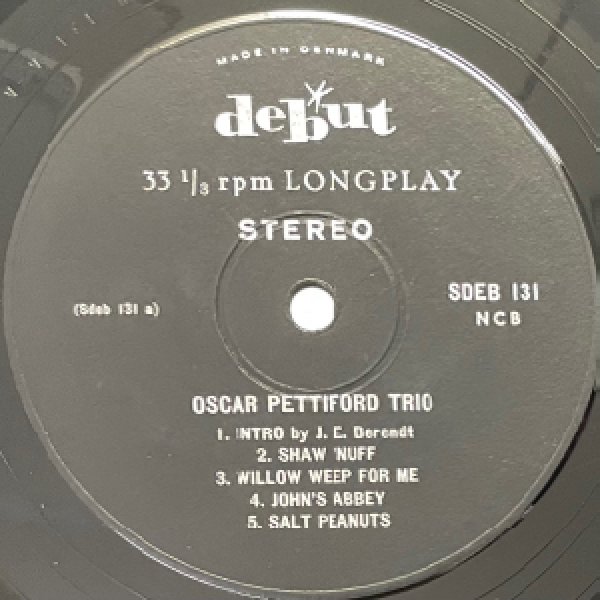 MADE IN DENMARK
debut
33 1/3 rpm LONGPLAY
STEREO
(Sdeb 131 a)
SDEB 131
NCB
OSCAR PETTIFORD TRIO
1. INTRO by J. E. Berendt
2. SHAW 'NUFF
3. WILLOW WEEP FOR ME
4. JOHN'S ABBEY
5. SALT PEANUTS